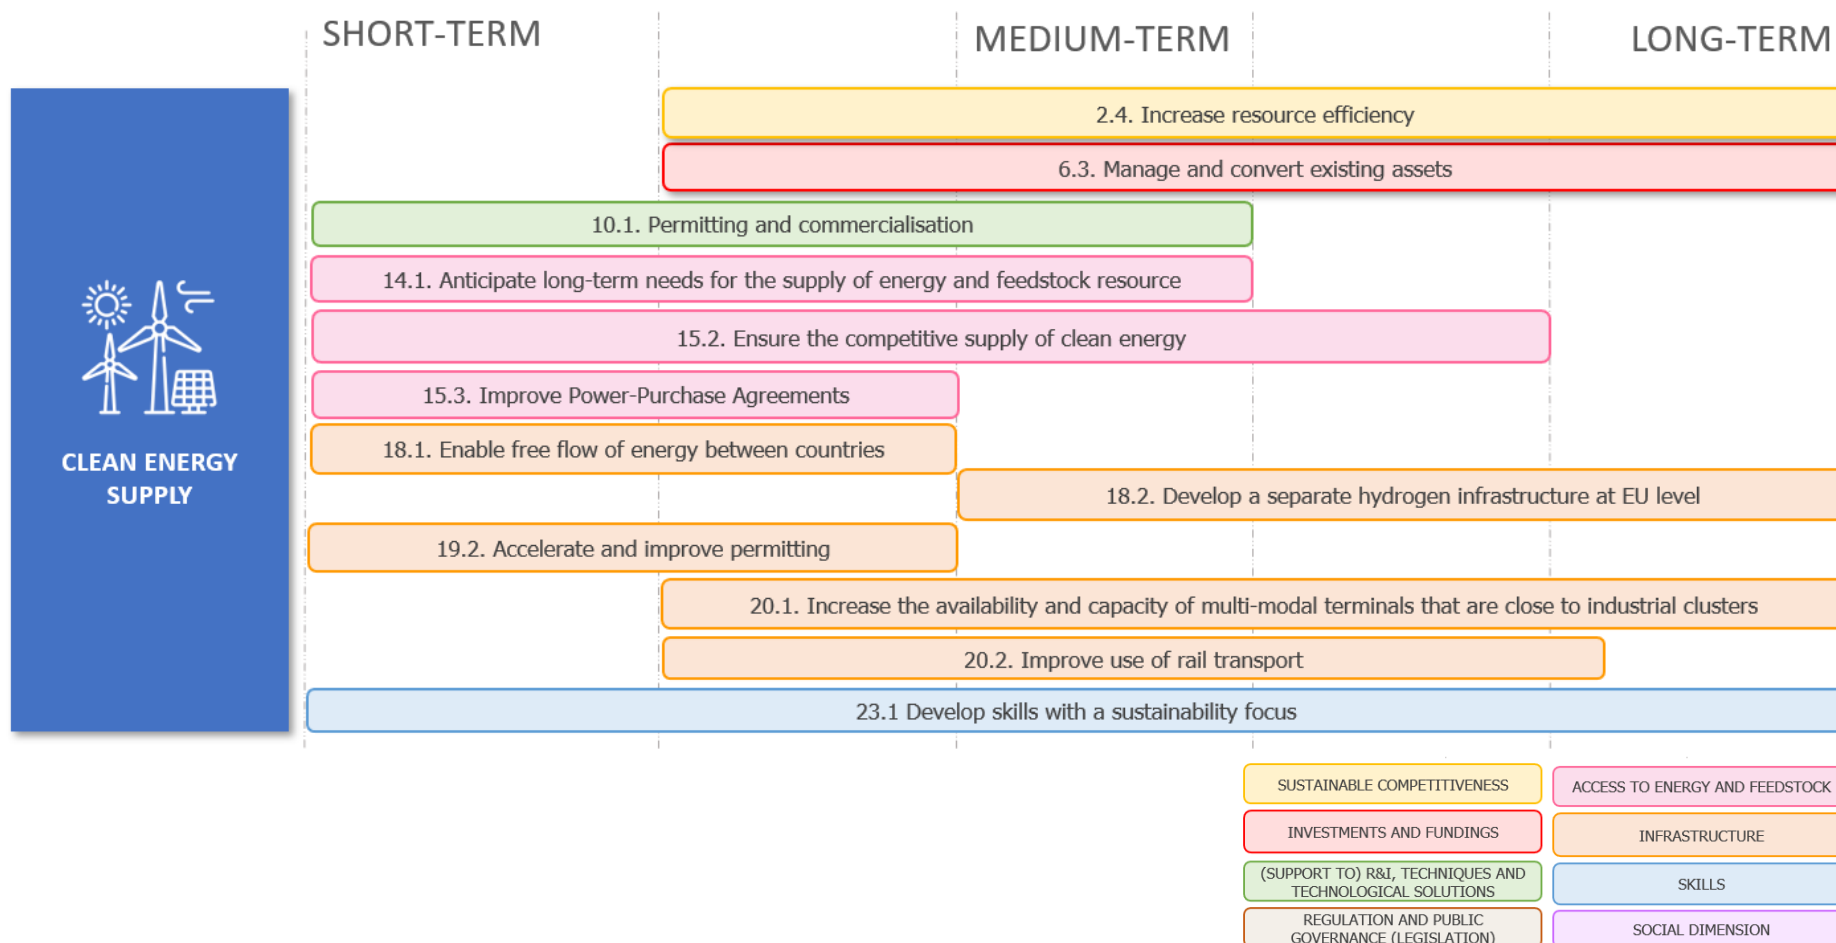 SHORT-TERM
MEDIUM-TERM
LONG-TERM
2.4. Increase resource efficiency
6.3. Manage and convert existing assets
10.1. Permitting and commercialisation
14.1. Anticipate long-term needs for the supply of energy and feedstock resource
15.2. Ensure the competitive supply of clean energy
15.3. Improve Power-Purchase Agreements
18.1. Enable free flow of energy between countries
CLEAN ENERGY
SUPPLY
18.2. Develop a separate hydrogen infrastructure at EU level
19.2. Accelerate and improve permitting
20.1. Increase the availability and capacity of multi-modal terminals that are close to industrial clusters
20.2. Improve use of rail transport
23.1 Develop skills with a sustainability focus
SUSTAINABLE COMPETITIVENESS
ACCESS TO ENERGY AND FEEDSTOCK
INVESTMENTS AND FUNDINGS
INFRASTRUCTURE
(SUPPORT TO) R&I, TECHNIQUES AND
TECHNOLOGICAL SOLUTIONS
SKILLS
REGULATION AND PUBLIC
GOVERNANCE (LEGISLATION)
SOCIAL DIMENSION